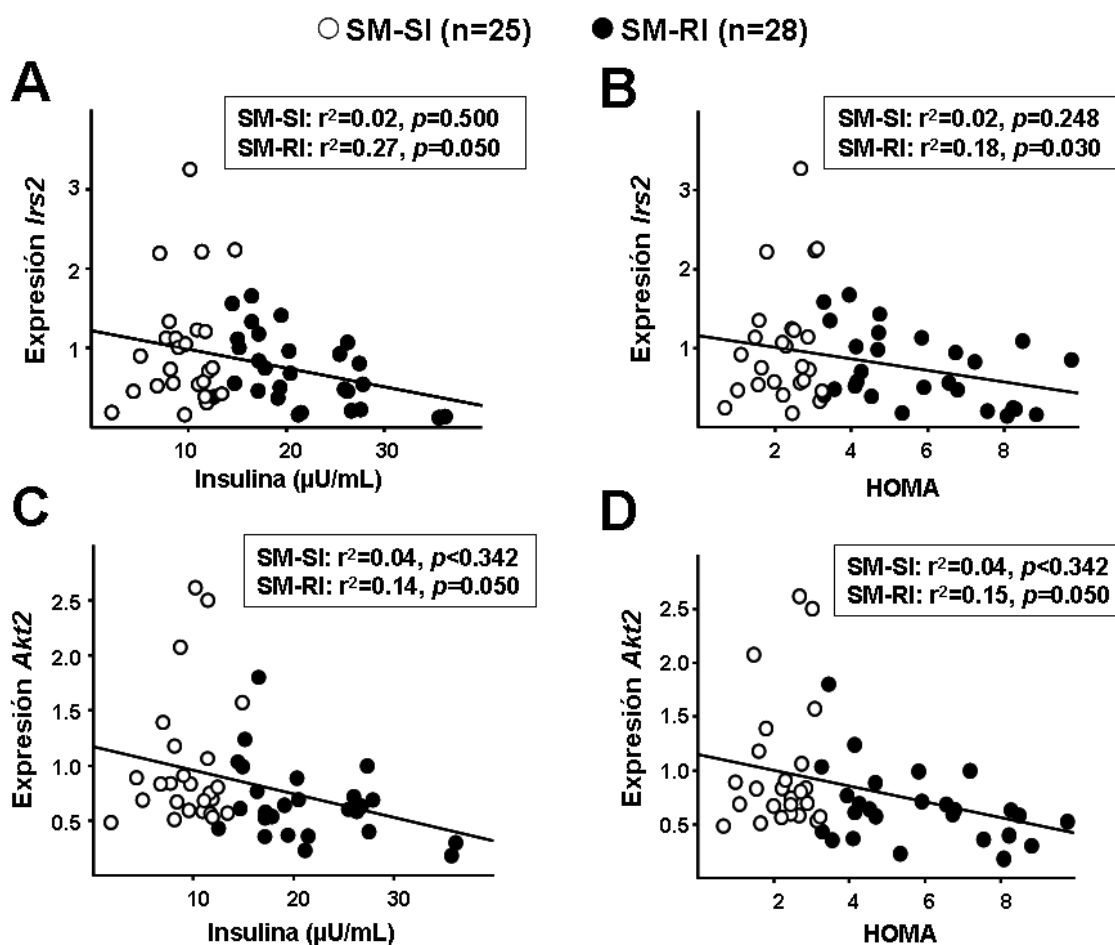 SM-SI (n=25) SM-RI (n=28)
A
SM-SI: r²=0.02, p=0.500
SM-RI: r²=0.27, p=0.050
Expresión Irs2
3
2
1
10 20 30
Insulina (µU/mL)
B
SM-SI: r²=0.02, p=0.248
SM-RI: r²=0.18, p=0.030
Expresión Irs2
3
2
1
2 4 6 8
HOMA
C
SM-SI: r²=0.04, p<0.342
SM-RI: r²=0.14, p=0.050
Expresión Akt2
2.5
2.0
1.5
1.0
0.5
10 20 30
Insulina (µU/mL)
D
SM-SI: r²=0.04, p<0.342
SM-RI: r²=0.15, p=0.050
Expresión Akt2
2.5
2.0
1.5
1.0
0.5
2 4 6 8
HOMA